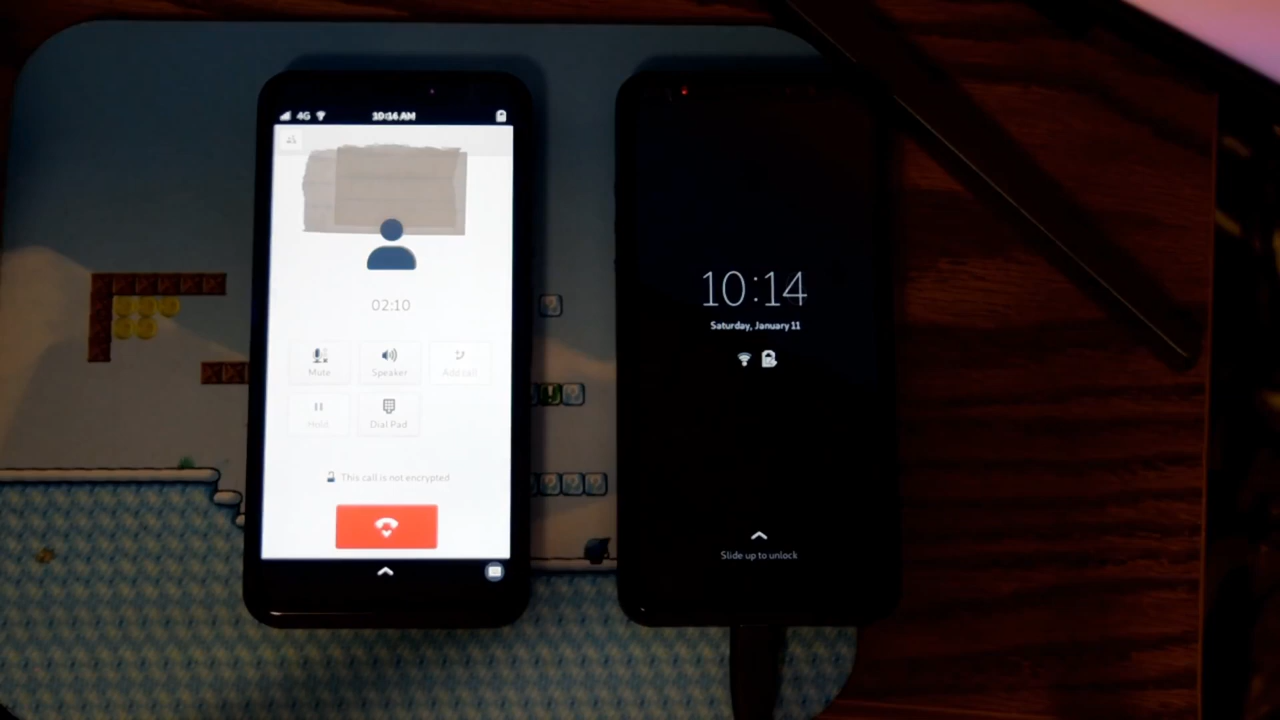 4G 10:14 AM
02:10
Mute Speaker Add call
Hold Dial Pad
This call is not encrypted
10:14
Saturday, January 11
Slide up to unlock